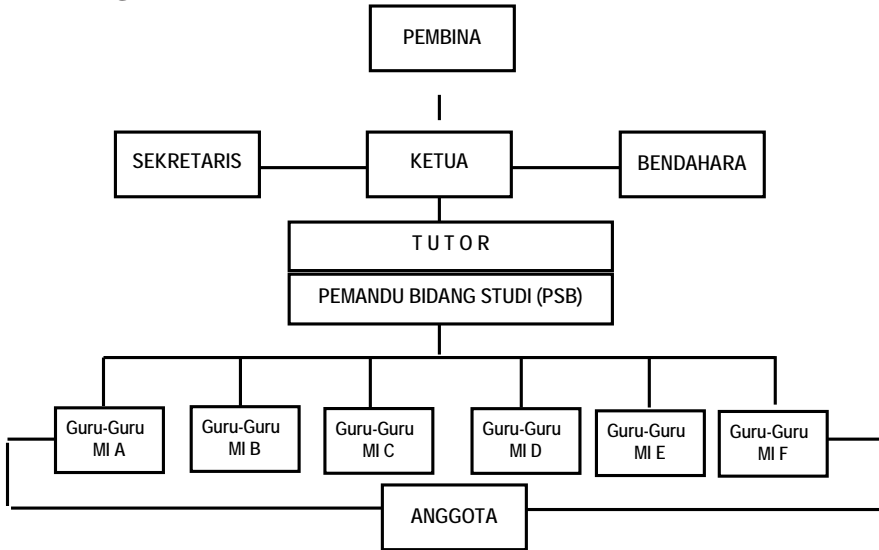 PEMBINA
SEKRETARIS
KETUA
BENDAHARA
T U T O R
PEMANDU BIDANG STUDI (PSB)
Guru-Guru
MI A
Guru-Guru
MI B
Guru-Guru
MI C
Guru-Guru
MI D
Guru-Guru
MI E
Guru-Guru
MI F
ANGGOTA